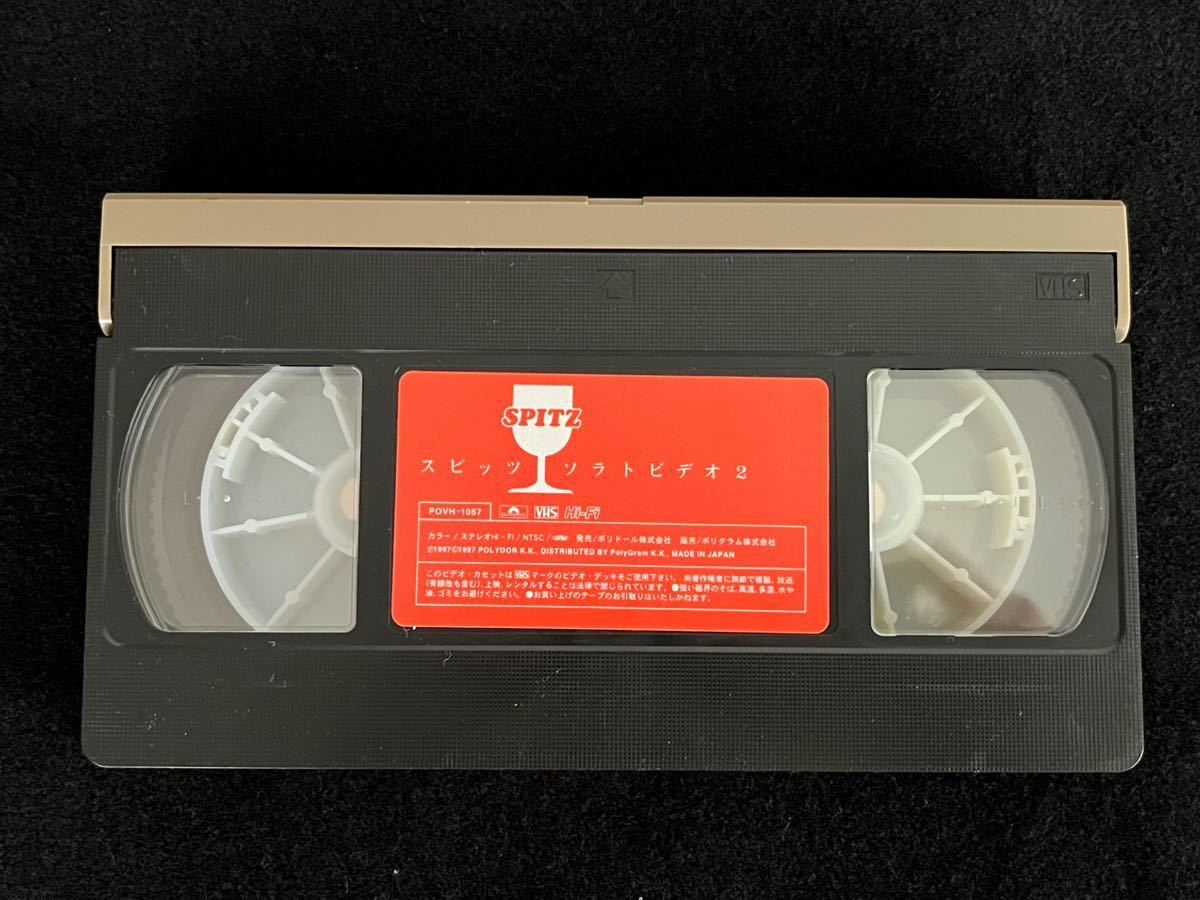 VHS
SPITZ
スピッツ ソラトビデオ2
POVH-1057 VHS Hi-Fi
カラー/ステレオHi-Fi/NTSC/ 発売/ポリドール株式会社 販売/ポリグラム株式会社
℗1997©1997 POLYDOR K.K., DISTRIBUTED BY PolyGram K.K., MADE IN JAPAN
このビデオ・カセットはVHSマークのビデオ・デッキをご使用下さい。尚著作権者に無断で複製、放送
(有線他も含む)、上映、レンタルすることは法律で禁じられています。●強い磁界のそば、高温、多湿、水や
油、ゴミをお避けください。●お買い上げのテープのお引取りはいたしかねます。